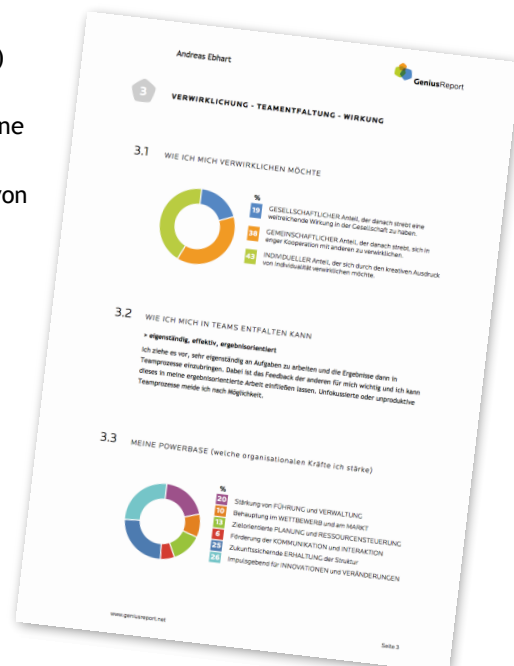 )
ne
von
Andreas Ebhart
GeniusReport
3
VERWIRKLICHUNG - TEAMENTFALTUNG - WIRKUNG
3.1 WIE ICH MICH VERWIRKLICHEN MÖCHTE
%
19 GESELLSCHAFTLICHER Anteil, der danach strebt eine
weitreichende Wirkung in der Gesellschaft zu haben.
38 GEMEINSCHAFTLICHER Anteil, der danach strebt, sich in
enger Kooperation mit anderen zu verwirklichen.
43 INDIVIDUELLER Anteil, der sich durch den kreativen Ausdruck
von Individualität verwirklichen möchte.
3.2 WIE ICH MICH IN TEAMS ENTFALTEN KANN
> eigenständig, effektiv, ergebnisorientiert
Ich ziehe es vor, sehr eigenständig an Aufgaben zu arbeiten und die Ergebnisse dann in
Teamprozesse einzubringen. Dabei ist das Feedback der anderen für mich wichtig und ich kann
dieses in meine ergebnisorientierte Arbeit einfließen lassen. Unfokussierte oder unproduktive
Teamprozesse meide ich nach Möglichkeit.
3.3 MEINE POWERBASE (welche organisationalen Kräfte ich stärke)
%
20 Stärkung von FÜHRUNG und VERWALTUNG
10 Behauptung im WETTBEWERB und am MARKT
13 Zielorientierte PLANUNG und RESSOURCENSTEUERUNG
6 Förderung der KOMMUNIKATION und INTERAKTION
25 Zukunftssichernde ERHALTUNG der Struktur
26 Impulsgebend für INNOVATIONEN und VERÄNDERUNGEN
www.geniusreport.net
Seite 3